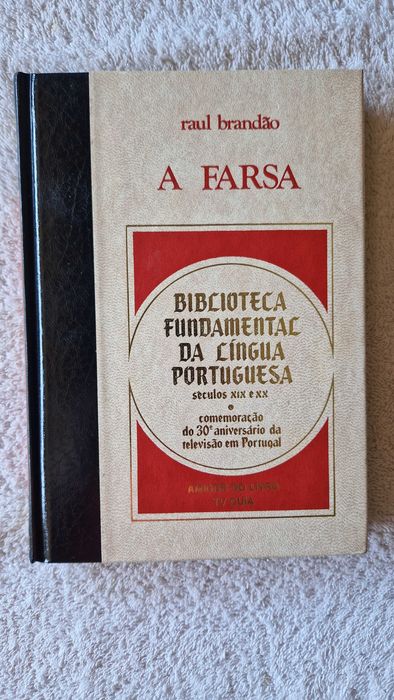 raul brandão
A FARSA
BIBLIOTECA
FUNDAMENTAL
DA LÍNGUA
PORTUGUESA
séculos XIX e XX
comemoração
do 30º aniversário da
televisão em Portugal
AMIGOS DO LIVRO
TV GUIA